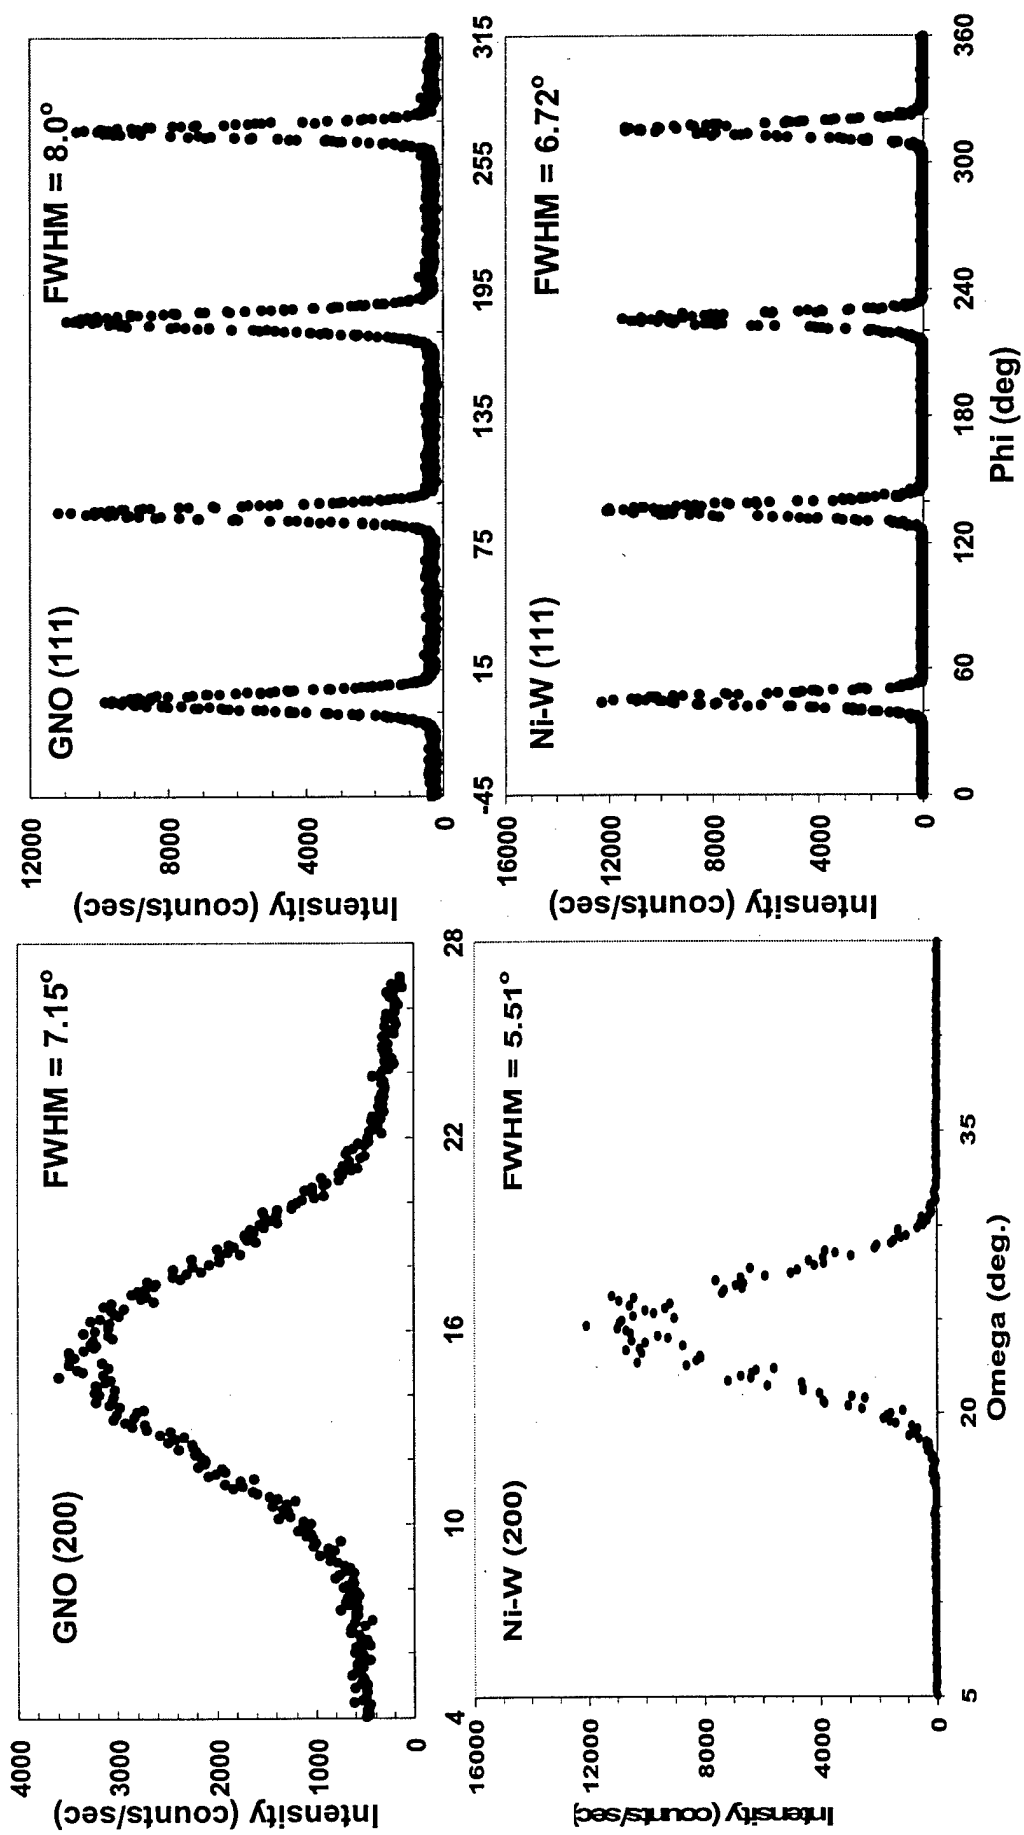 GNO (200)
FWHM = 7.15°
Intensity (counts/sec)
4000
3000
2000
1000
0
4
10
16
22
28
GNO (111)
FWHM = 8.0°
Intensity (counts/sec)
12000
8000
4000
0
-45
15
75
135
195
255
315
Ni-W (200)
FWHM = 5.51°
Intensity (counts/sec)
16000
12000
8000
4000
0
5
20
35
Omega (deg.)
Ni-W (111)
FWHM = 6.72°
Intensity (counts/sec)
16000
12000
8000
4000
0
0
60
120
180
240
300
360
Phi (deg)